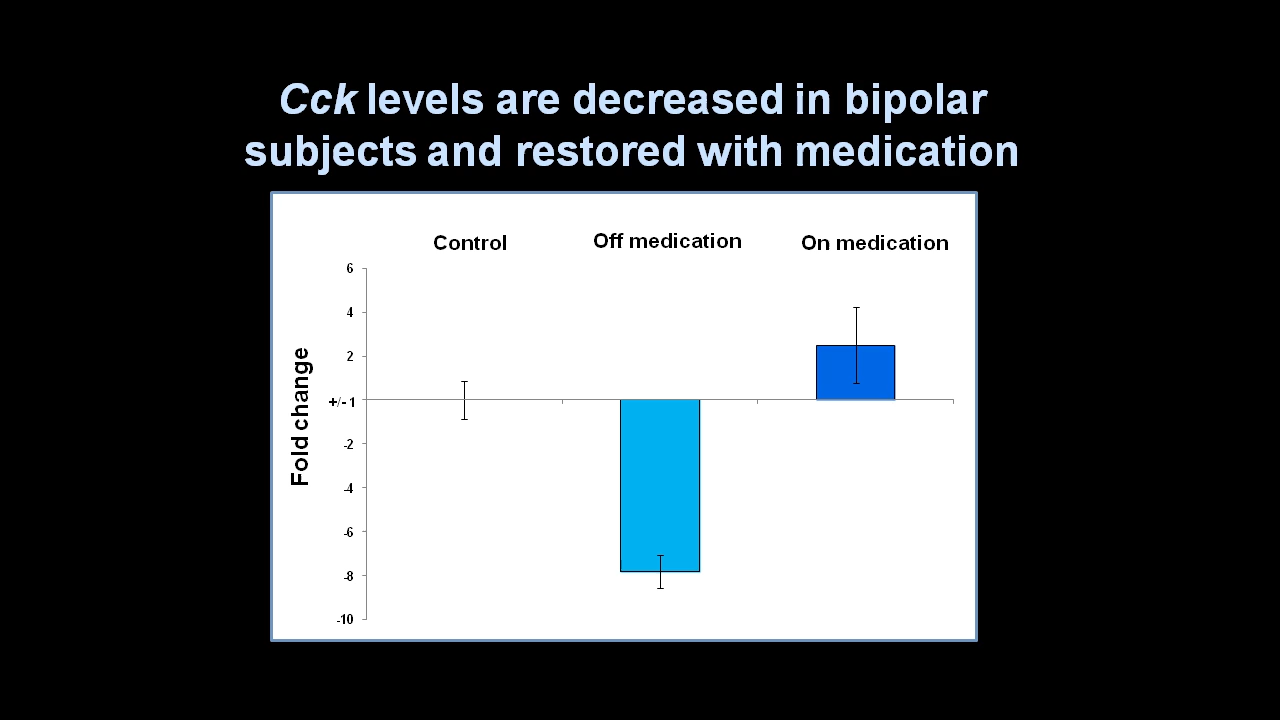 Cck levels are decreased in bipolar
subjects and restored with medication
Control
Off medication
On medication
Fold change
6
4
2
+/- 1
-2
-4
-6
-8
-10